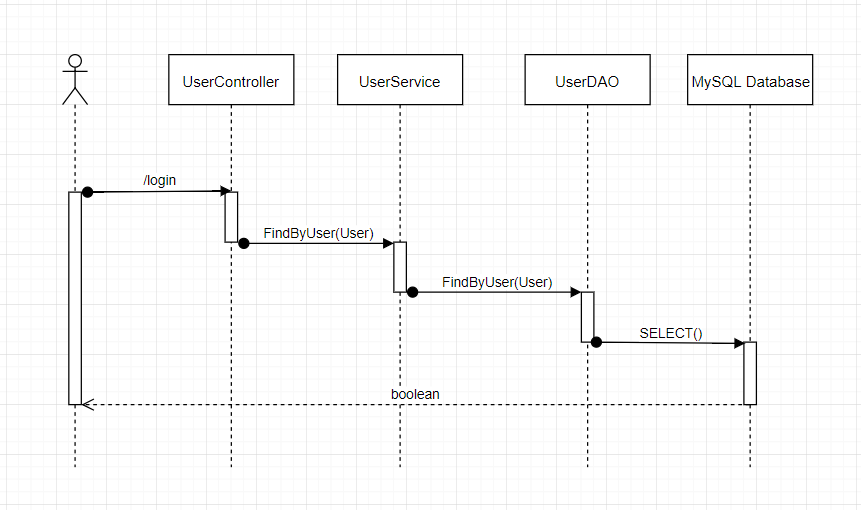 UserController
UserService
UserDAO
MySQL Database
/login
FindByUser(User)
FindByUser(User)
SELECT()
boolean